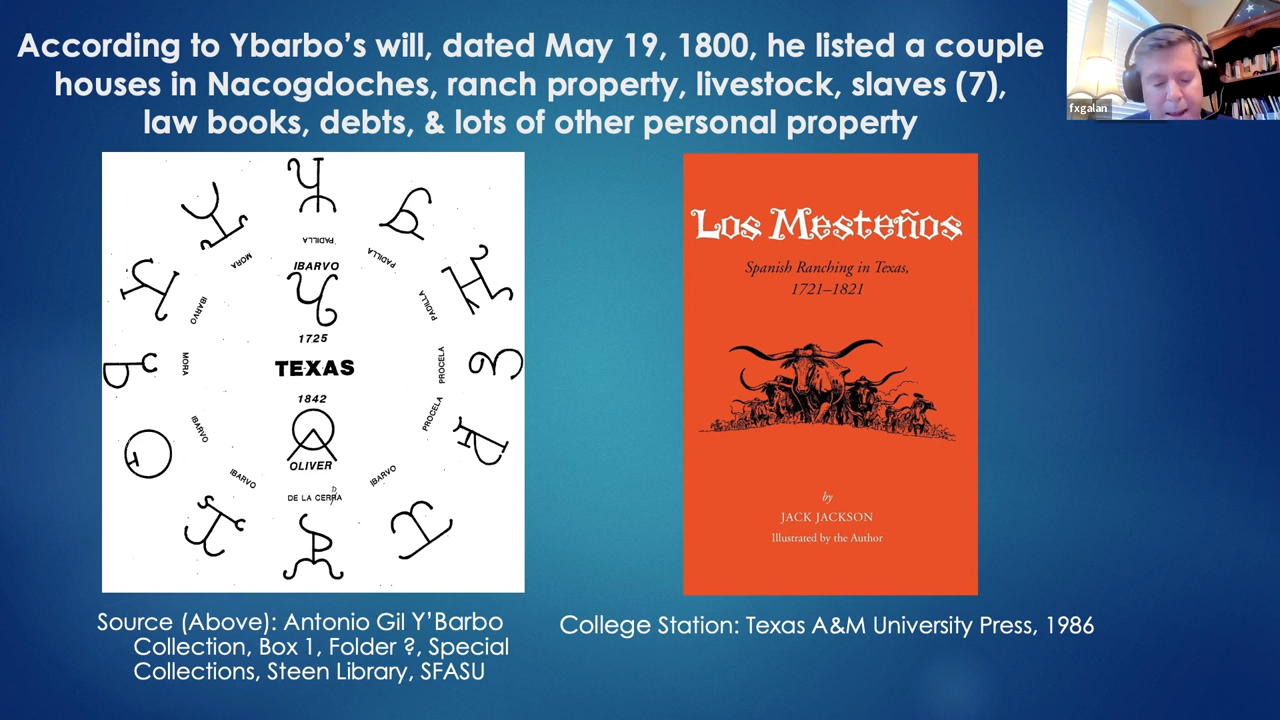 According to Ybarbo's will, dated May 19, 1800, he listed a couple
houses in Nacogdoches, ranch property, livestock, slaves (7),
law books, debts, & lots of other personal property
fxgalan
PADILLA
PADILLA
MORA
IBARVO
PADILLA
IBARVO
1725
PROCELA
MORA
TEXAS
1842
PROCELA
IBARVO
OLIVER
IBARVO
IBARVO
DE LA CERRA
Los Mesteños
Spanish Ranching in Texas,
1721–1821
by
JACK JACKSON
Illustrated by the Author
Source (Above): Antonio Gil Y'Barbo
Collection, Box 1, Folder ?, Special
Collections, Steen Library, SFASU
College Station: Texas A&M University Press, 1986